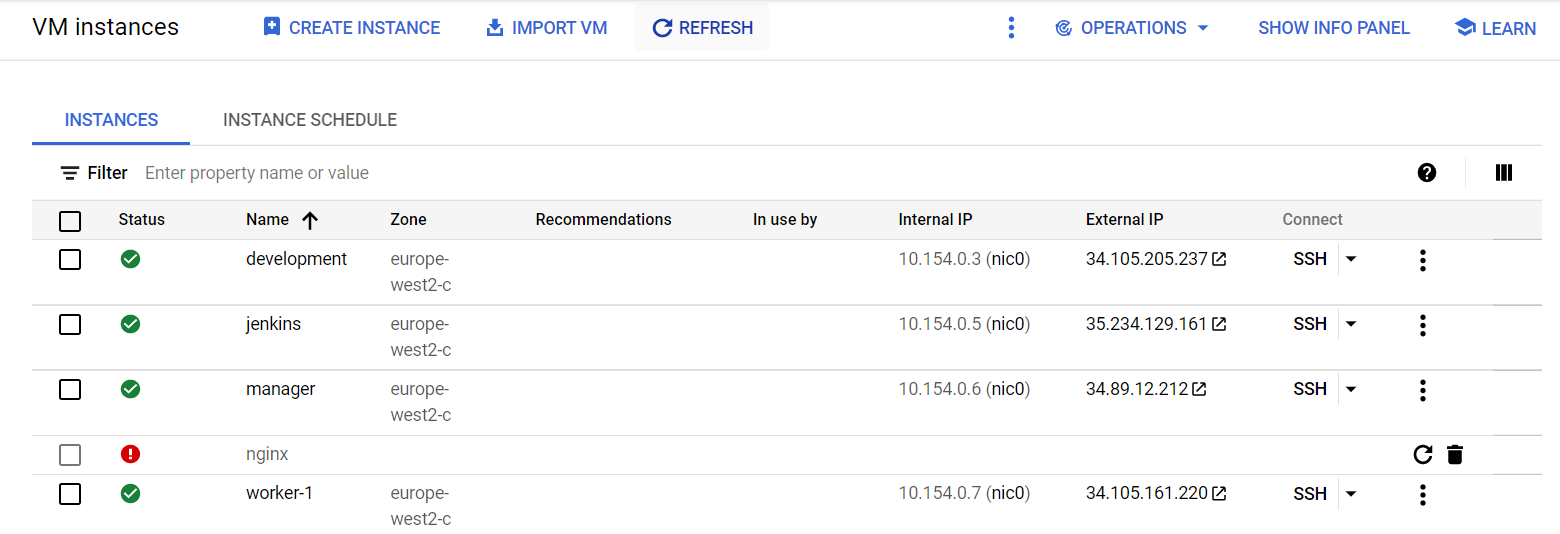 VM instances CREATE INSTANCE IMPORT VM REFRESH OPERATIONS SHOW INFO PANEL LEARN
INSTANCES INSTANCE SCHEDULE
Filter Enter property name or value
Status Name Zone Recommendations In use by Internal IP External IP Connect
development europe- 10.154.0.3 (nic0) 34.105.205.237 SSH
west2-c
jenkins europe- 10.154.0.5 (nic0) 35.234.129.161 SSH
west2-c
manager europe- 10.154.0.6 (nic0) 34.89.12.212 SSH
west2-c
nginx
worker-1 europe- 10.154.0.7 (nic0) 34.105.161.220 SSH
west2-c